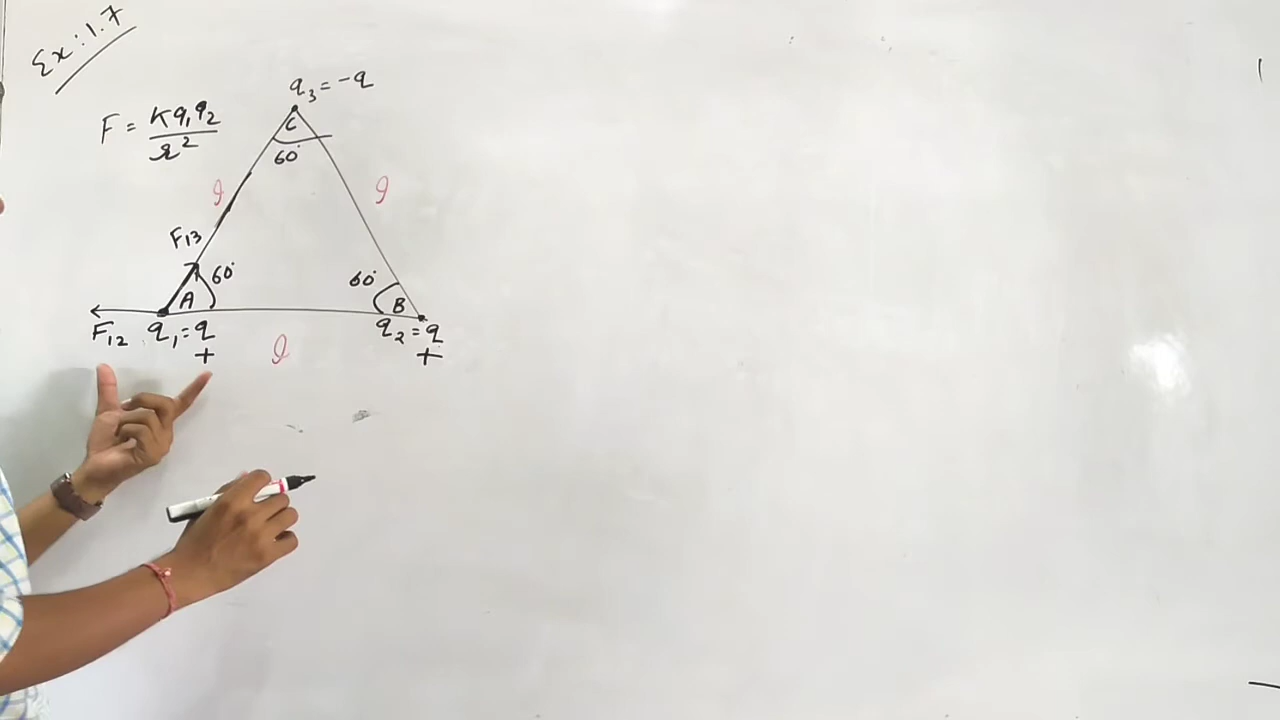 Ex:1.7
q₃ = -q
F = Kq₁q₂/r²
C
60°
l
l
F₁₃
60°
60°
A
B
F₁₂
q₁ = q
q₂ = q
+
+
l